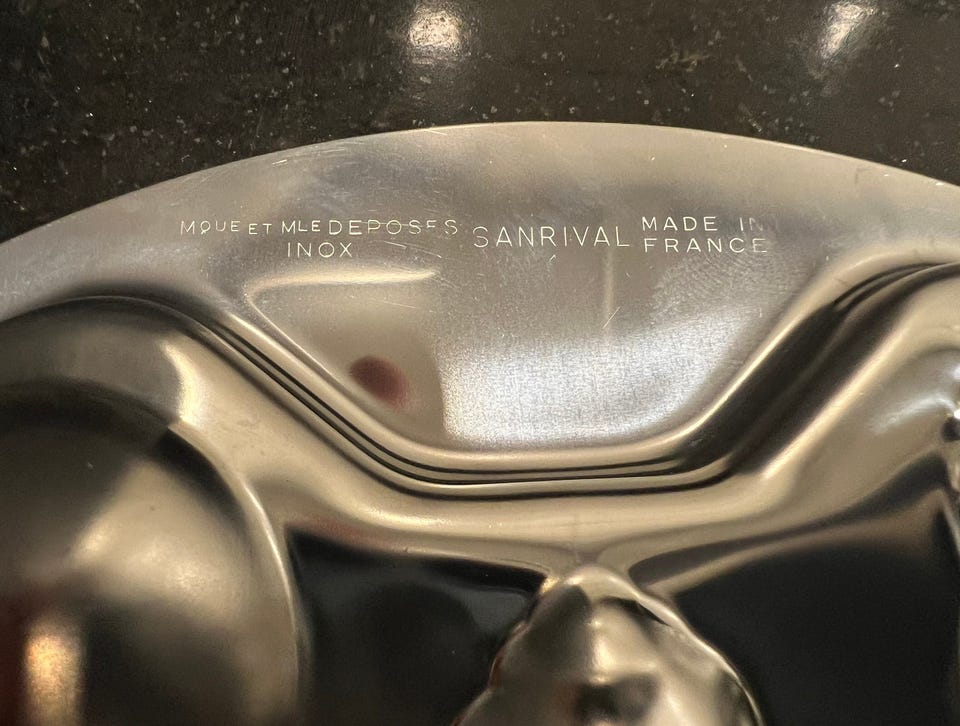 MQUE ET MLE DEPOSES
INOX
SANRIVAL
MADE IN
FRANCE